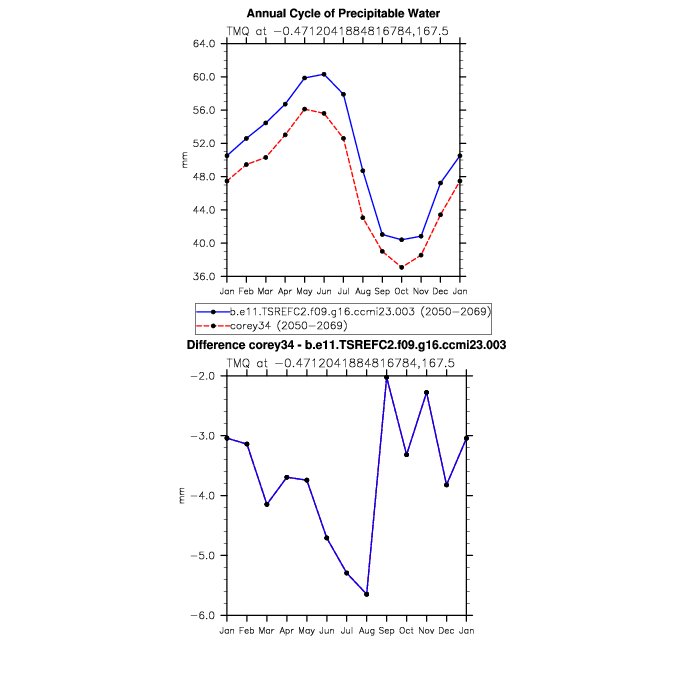 Annual Cycle of Precipitable Water
TMQ at −0.4712041884816784,167.5
64.0
60.0
56.0
52.0
48.0
44.0
40.0
36.0
mm
Jan Feb Mar Apr May Jun Jul Aug Sep Oct Nov Dec Jan
b.e11.TSREFC2.f09.g16.ccmi23.003 (2050−2069)
corey34 (2050−2069)
Difference corey34 - b.e11.TSREFC2.f09.g16.ccmi23.003
TMQ at −0.4712041884816784,167.5
−2.0
−3.0
−4.0
−5.0
−6.0
mm
Jan Feb Mar Apr May Jun Jul Aug Sep Oct Nov Dec Jan